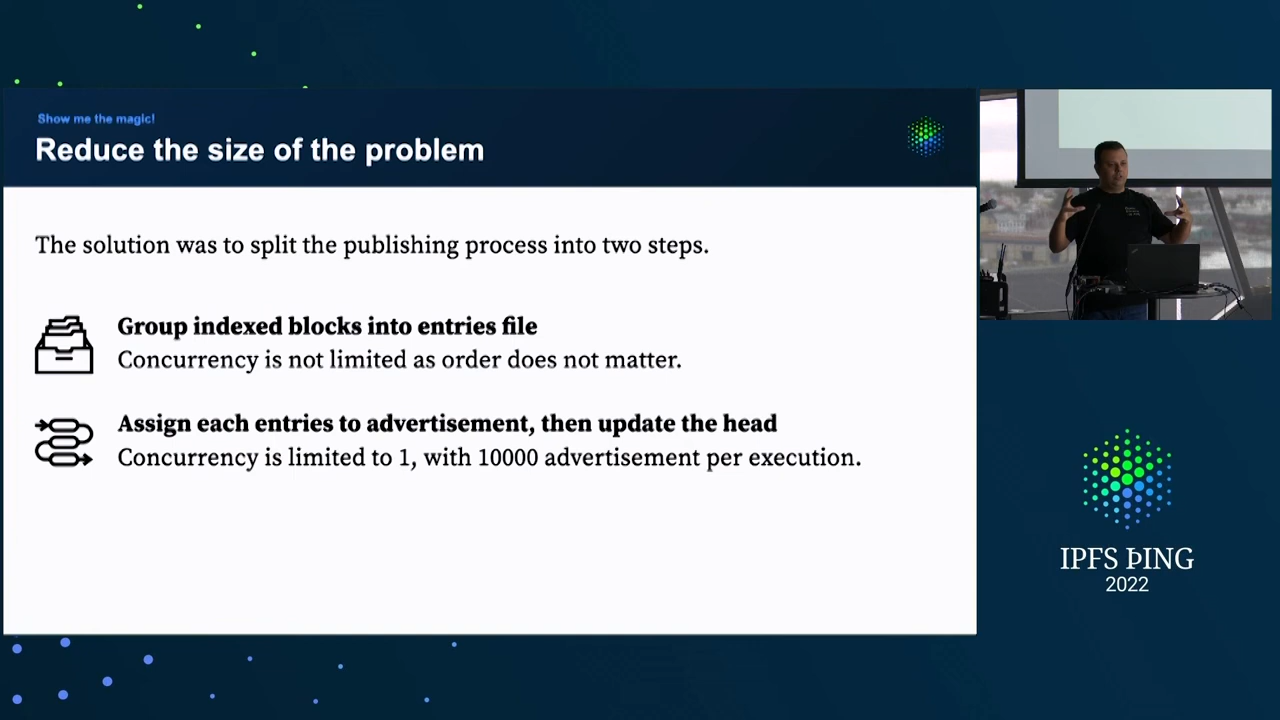 Show me the magic!
Reduce the size of the problem
The solution was to split the publishing process into two steps.
Group indexed blocks into entries file
Concurrency is not limited as order does not matter.
Assign each entries to advertisement, then update the head
Concurrency is limited to 1, with 10000 advertisement per execution.
IPFS ÞING
2022